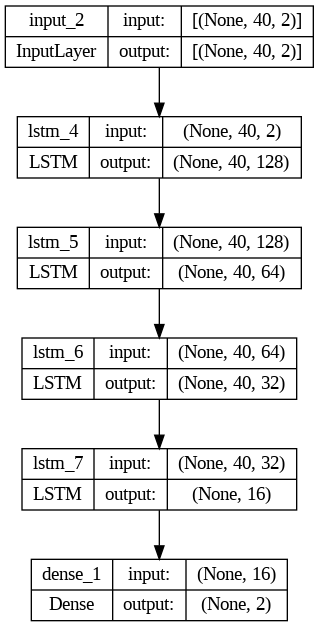 input_2 input: [(None, 40, 2)]
InputLayer output: [(None, 40, 2)]
lstm_4 input: (None, 40, 2)
LSTM output: (None, 40, 128)
lstm_5 input: (None, 40, 128)
LSTM output: (None, 40, 64)
lstm_6 input: (None, 40, 64)
LSTM output: (None, 40, 32)
lstm_7 input: (None, 40, 32)
LSTM output: (None, 16)
dense_1 input: (None, 16)
Dense output: (None, 2)